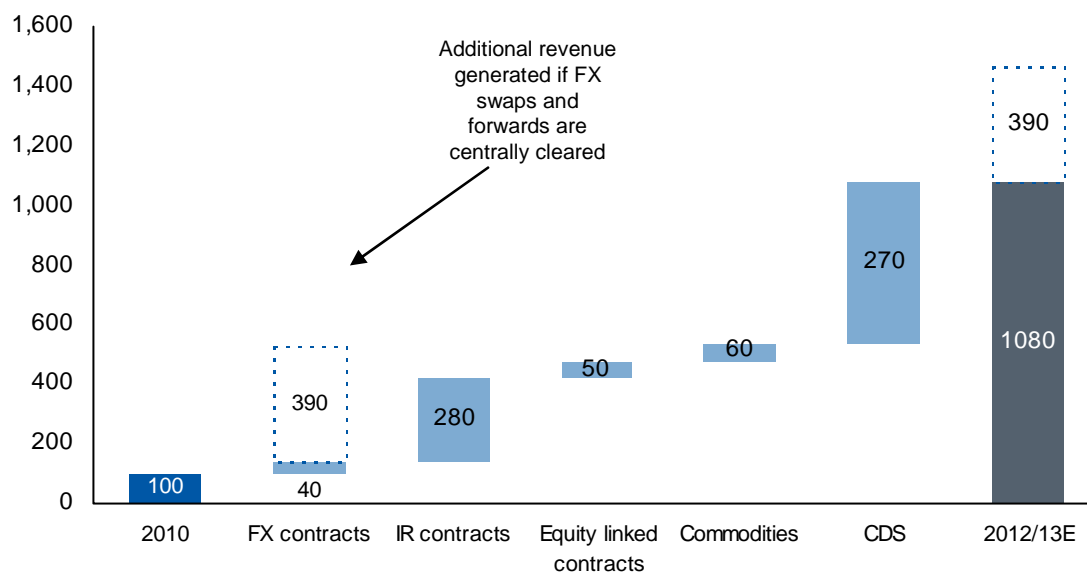 1,600
1,400
1,200
1,000
800
600
400
200
0
Additional revenue
generated if FX
swaps and
forwards are
centrally cleared
100
390
40
280
50
60
270
390
1080
2010
FX contracts
IR contracts
Equity linked
contracts
Commodities
CDS
2012/13E